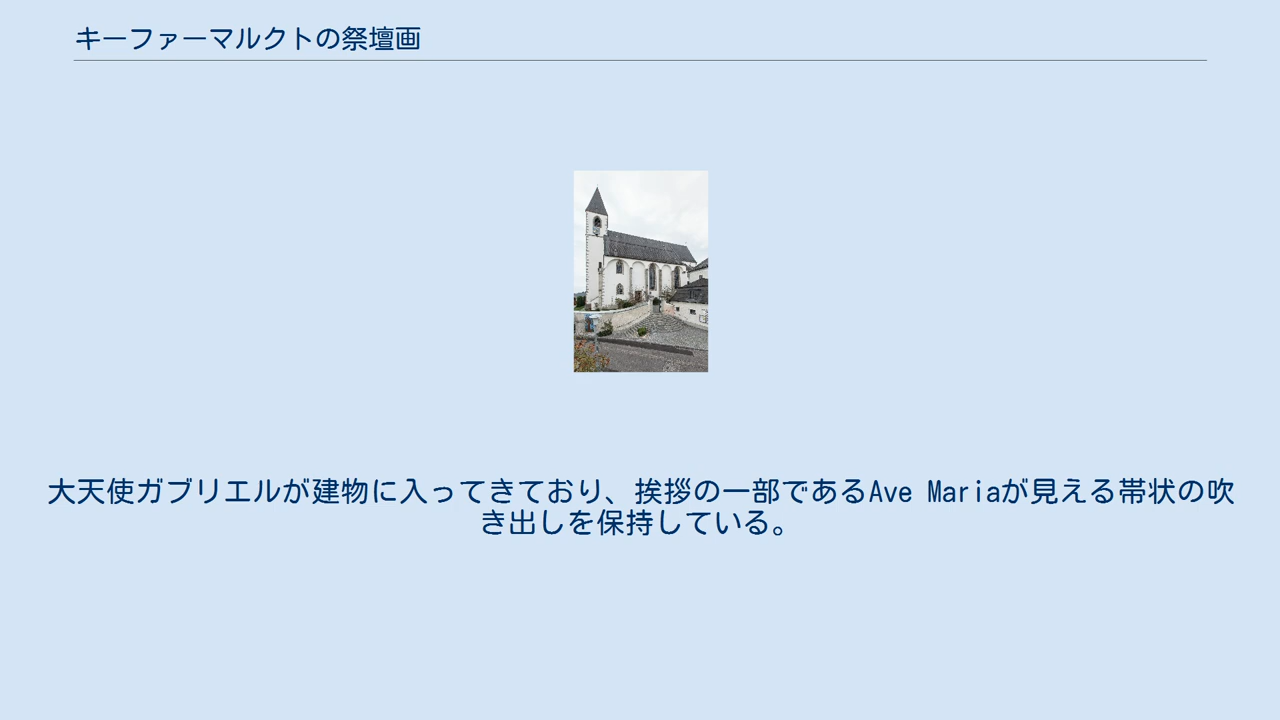 キーファーマルクトの祭壇画
大天使ガブリエルが建物に入ってきており、挨拶の一部であるAve Mariaが見える帯状の吹
き出しを保持している。